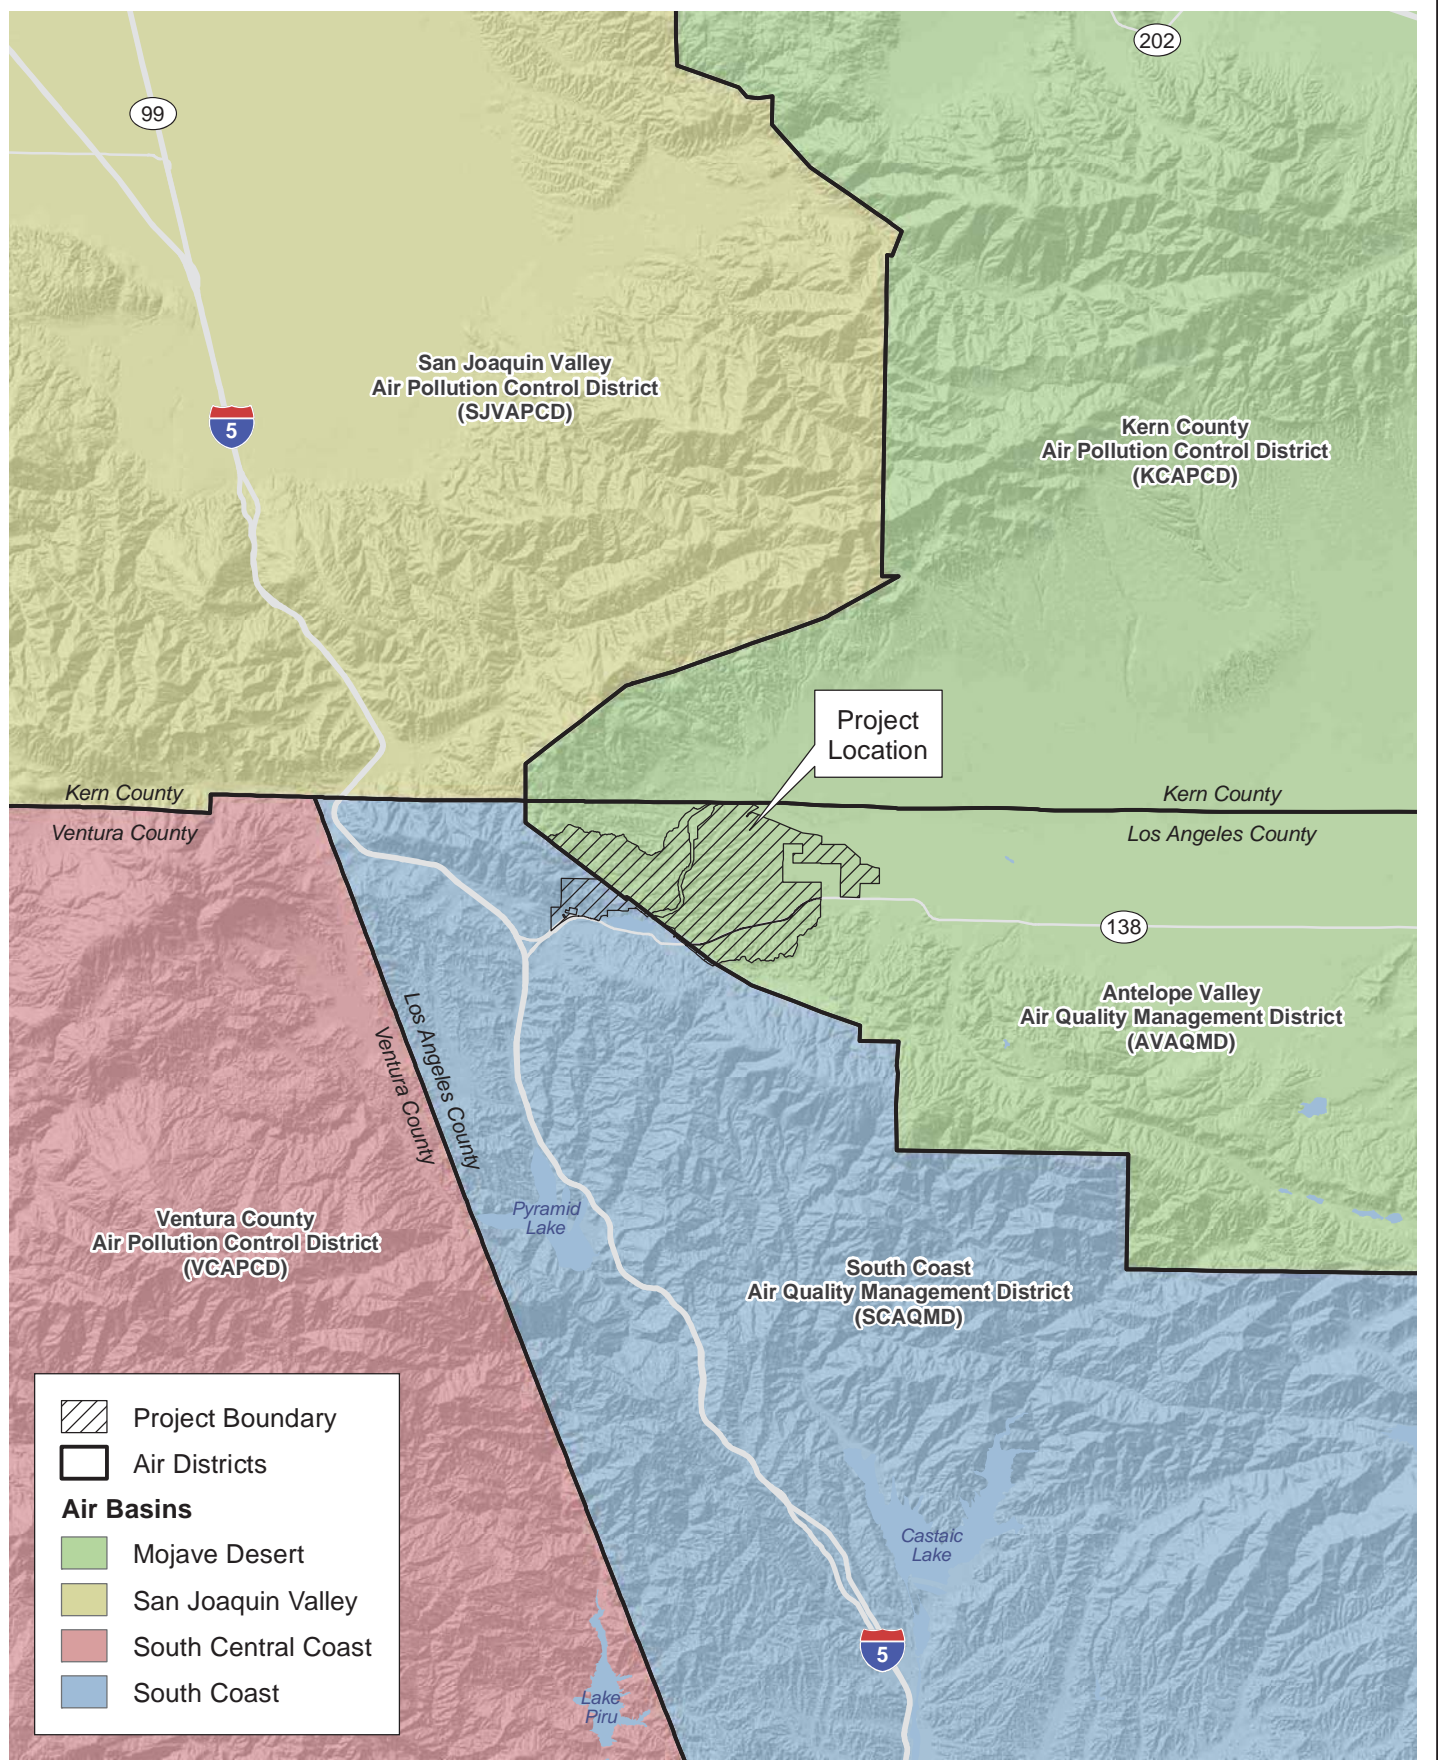 202
99
San Joaquin Valley
Air Pollution Control District
(SJVAPCD)
5
Kern County
Air Pollution Control District
(KCAPCD)
Project
Location
Kern County
Ventura County
Kern County
Los Angeles County
138
Antelope Valley
Air Quality Management District
(AVAQMD)
Los Angeles County
Ventura County
Pyramid
Lake
Ventura County
Air Pollution Control District
(VCAPCD)
South Coast
Air Quality Management District
(SCAQMD)
Castaic
Lake
5
Lake
Piru
Project Boundary
Air Districts
Air Basins
Mojave Desert
San Joaquin Valley
South Central Coast
South Coast